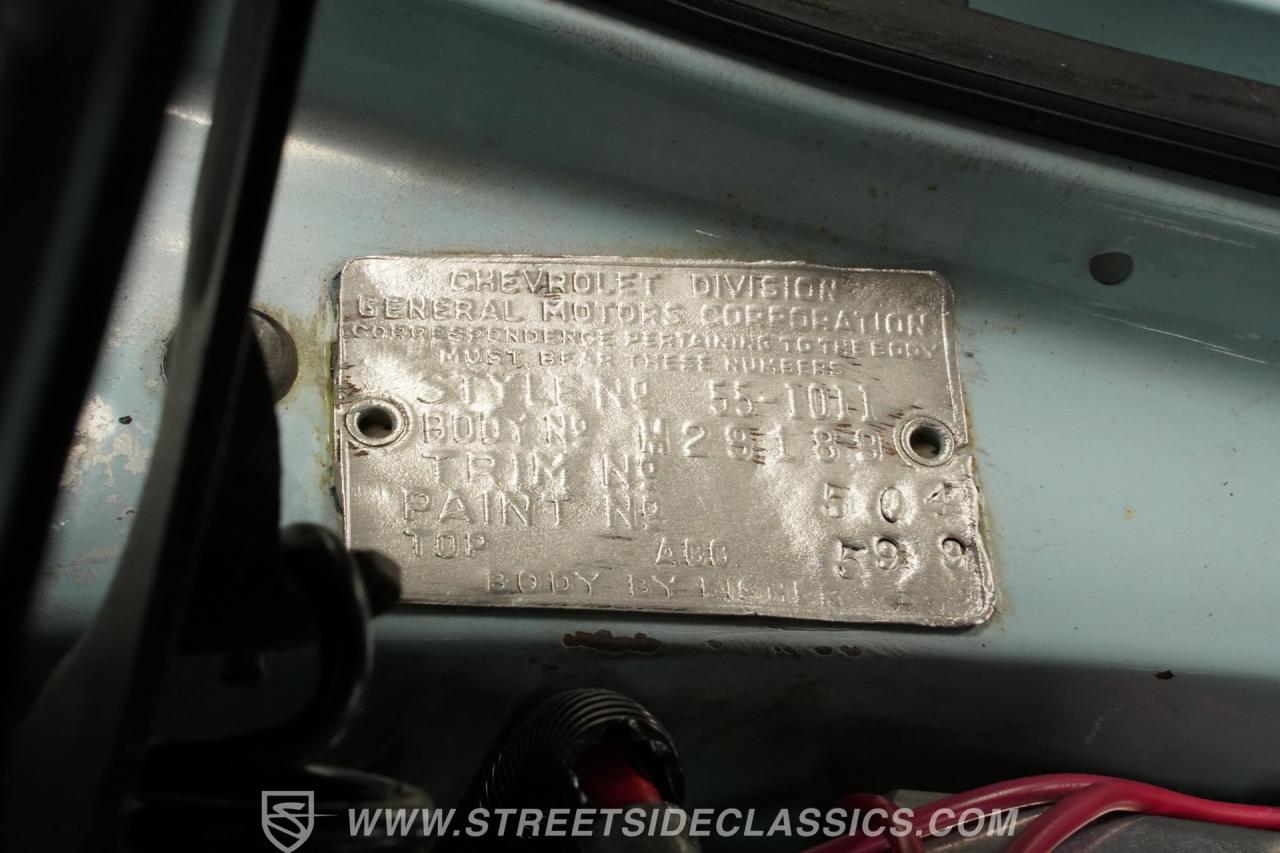 CHEVROLET DIVISION
GENERAL MOTORS CORPORATION
CORRESPONDENCE PERTAINING TO THE BODY
MUST BEAR THESE NUMBERS
STYLE NO 55-1011
BODY NO M29189
TRIM NO 504
PAINT NO 599
TOP ACC
BODY BY FISHER
WWW.STREETSIDECLASSICS.COM